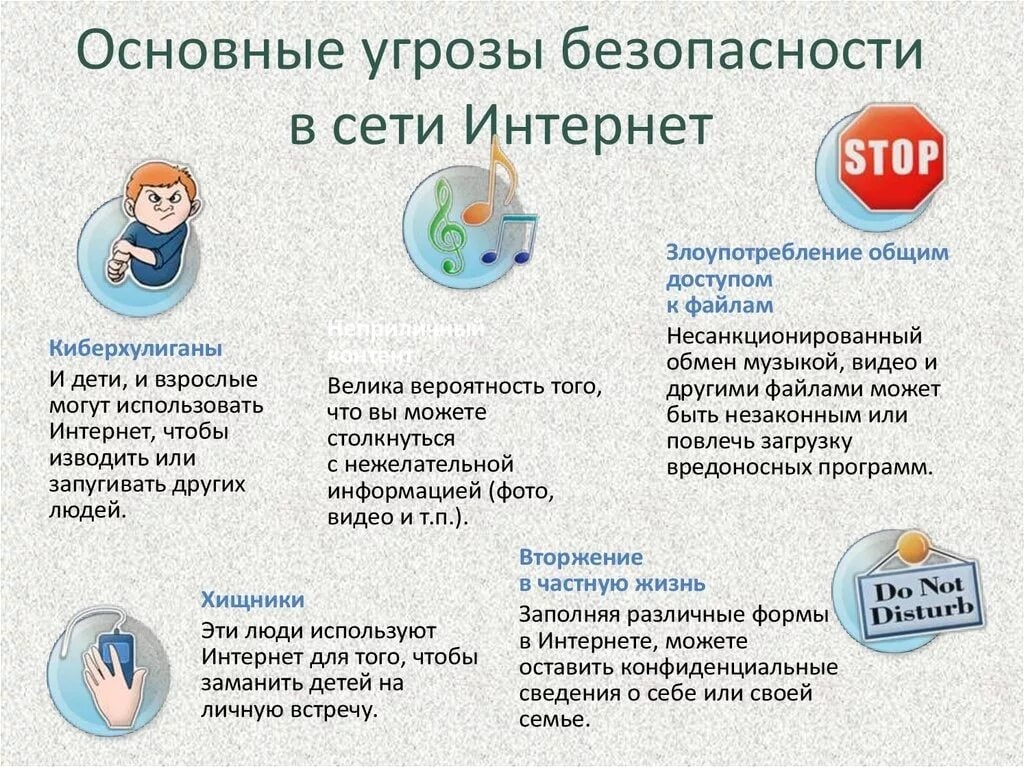 Основные угрозы безопасности
в сети Интернет
STOP
Киберхулиганы
И дети, и взрослые
могут использовать
Интернет, чтобы
изводить или
запугивать других
людей.
Неприличный
контент
Велика вероятность того,
что вы можете
столкнуться
с нежелательной
информацией (фото,
видео и т.п.).
Злоупотребление общим
доступом
к файлам
Несанкционированный
обмен музыкой, видео и
другими файлами может
быть незаконным или
повлечь загрузку
вредоносных программ.
Хищники
Эти люди используют
Интернет для того, чтобы
заманить детей на
личную встречу.
Вторжение
в частную жизнь
Заполняя различные формы
в Интернете, можете
оставить конфиденциальные
сведения о себе или своей
семье.
Do Not
Disturb